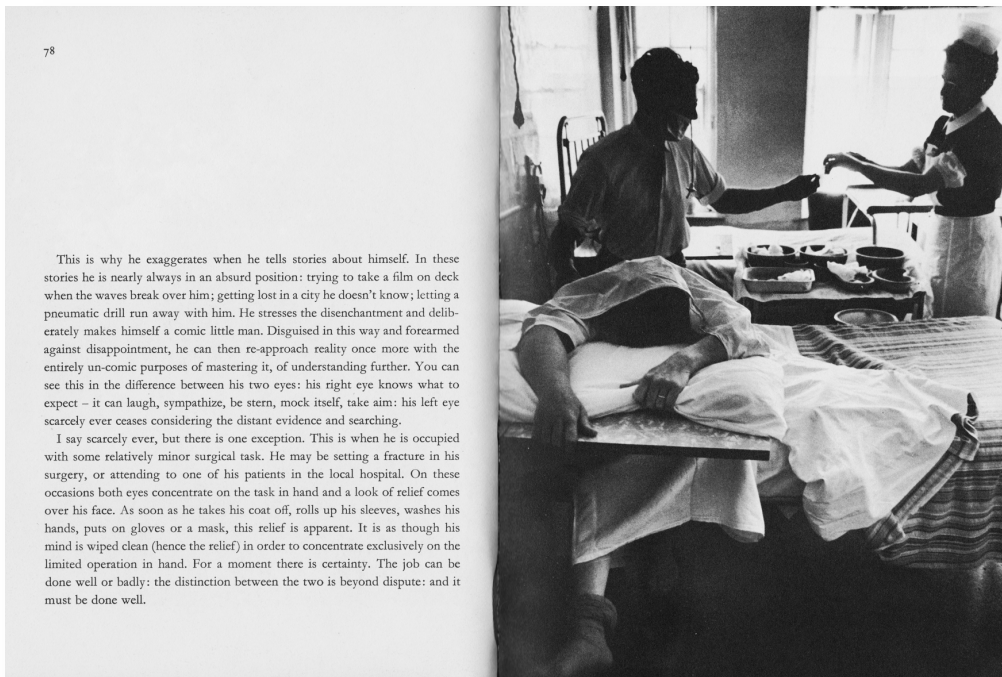 78
This is why he exaggerates when he tells stories about himself. In these
stories he is nearly always in an absurd position: trying to take a film on deck
when the waves break over him; getting lost in a city he doesn't know; letting a
pneumatic drill run away with him. He stresses the disenchantment and delib-
erately makes himself a comic little man. Disguised in this way and forearmed
against disappointment, he can then re-approach reality once more with the
entirely un-comic purposes of mastering it, of understanding further. You can
see this in the difference between his two eyes: his right eye knows what to
expect – it can laugh, sympathize, be stern, mock itself, take aim: his left eye
scarcely ever ceases considering the distant evidence and searching.
I say scarcely ever, but there is one exception. This is when he is occupied
with some relatively minor surgical task. He may be setting a fracture in his
surgery, or attending to one of his patients in the local hospital. On these
occasions both eyes concentrate on the task in hand and a look of relief comes
over his face. As soon as he takes his coat off, rolls up his sleeves, washes his
hands, puts on gloves or a mask, this relief is apparent. It is as though his
mind is wiped clean (hence the relief) in order to concentrate exclusively on the
limited operation in hand. For a moment there is certainty. The job can be
done well or badly: the distinction between the two is beyond dispute: and it
must be done well.